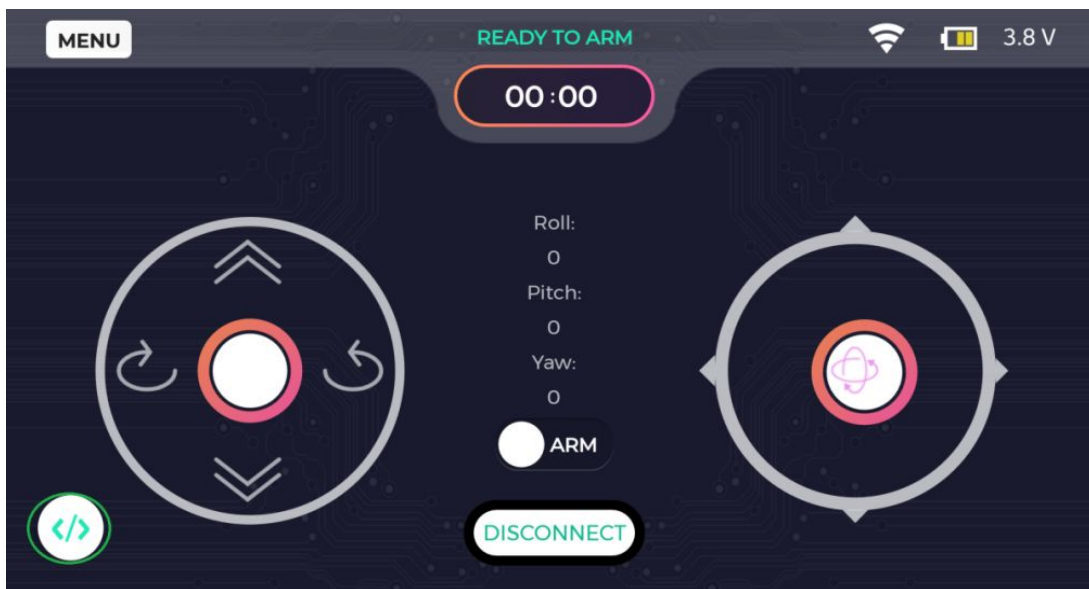 MENU
READY TO ARM
3.8 V
00:00
Roll:
0
Pitch:
0
Yaw:
0
ARM
DISCONNECT
</>